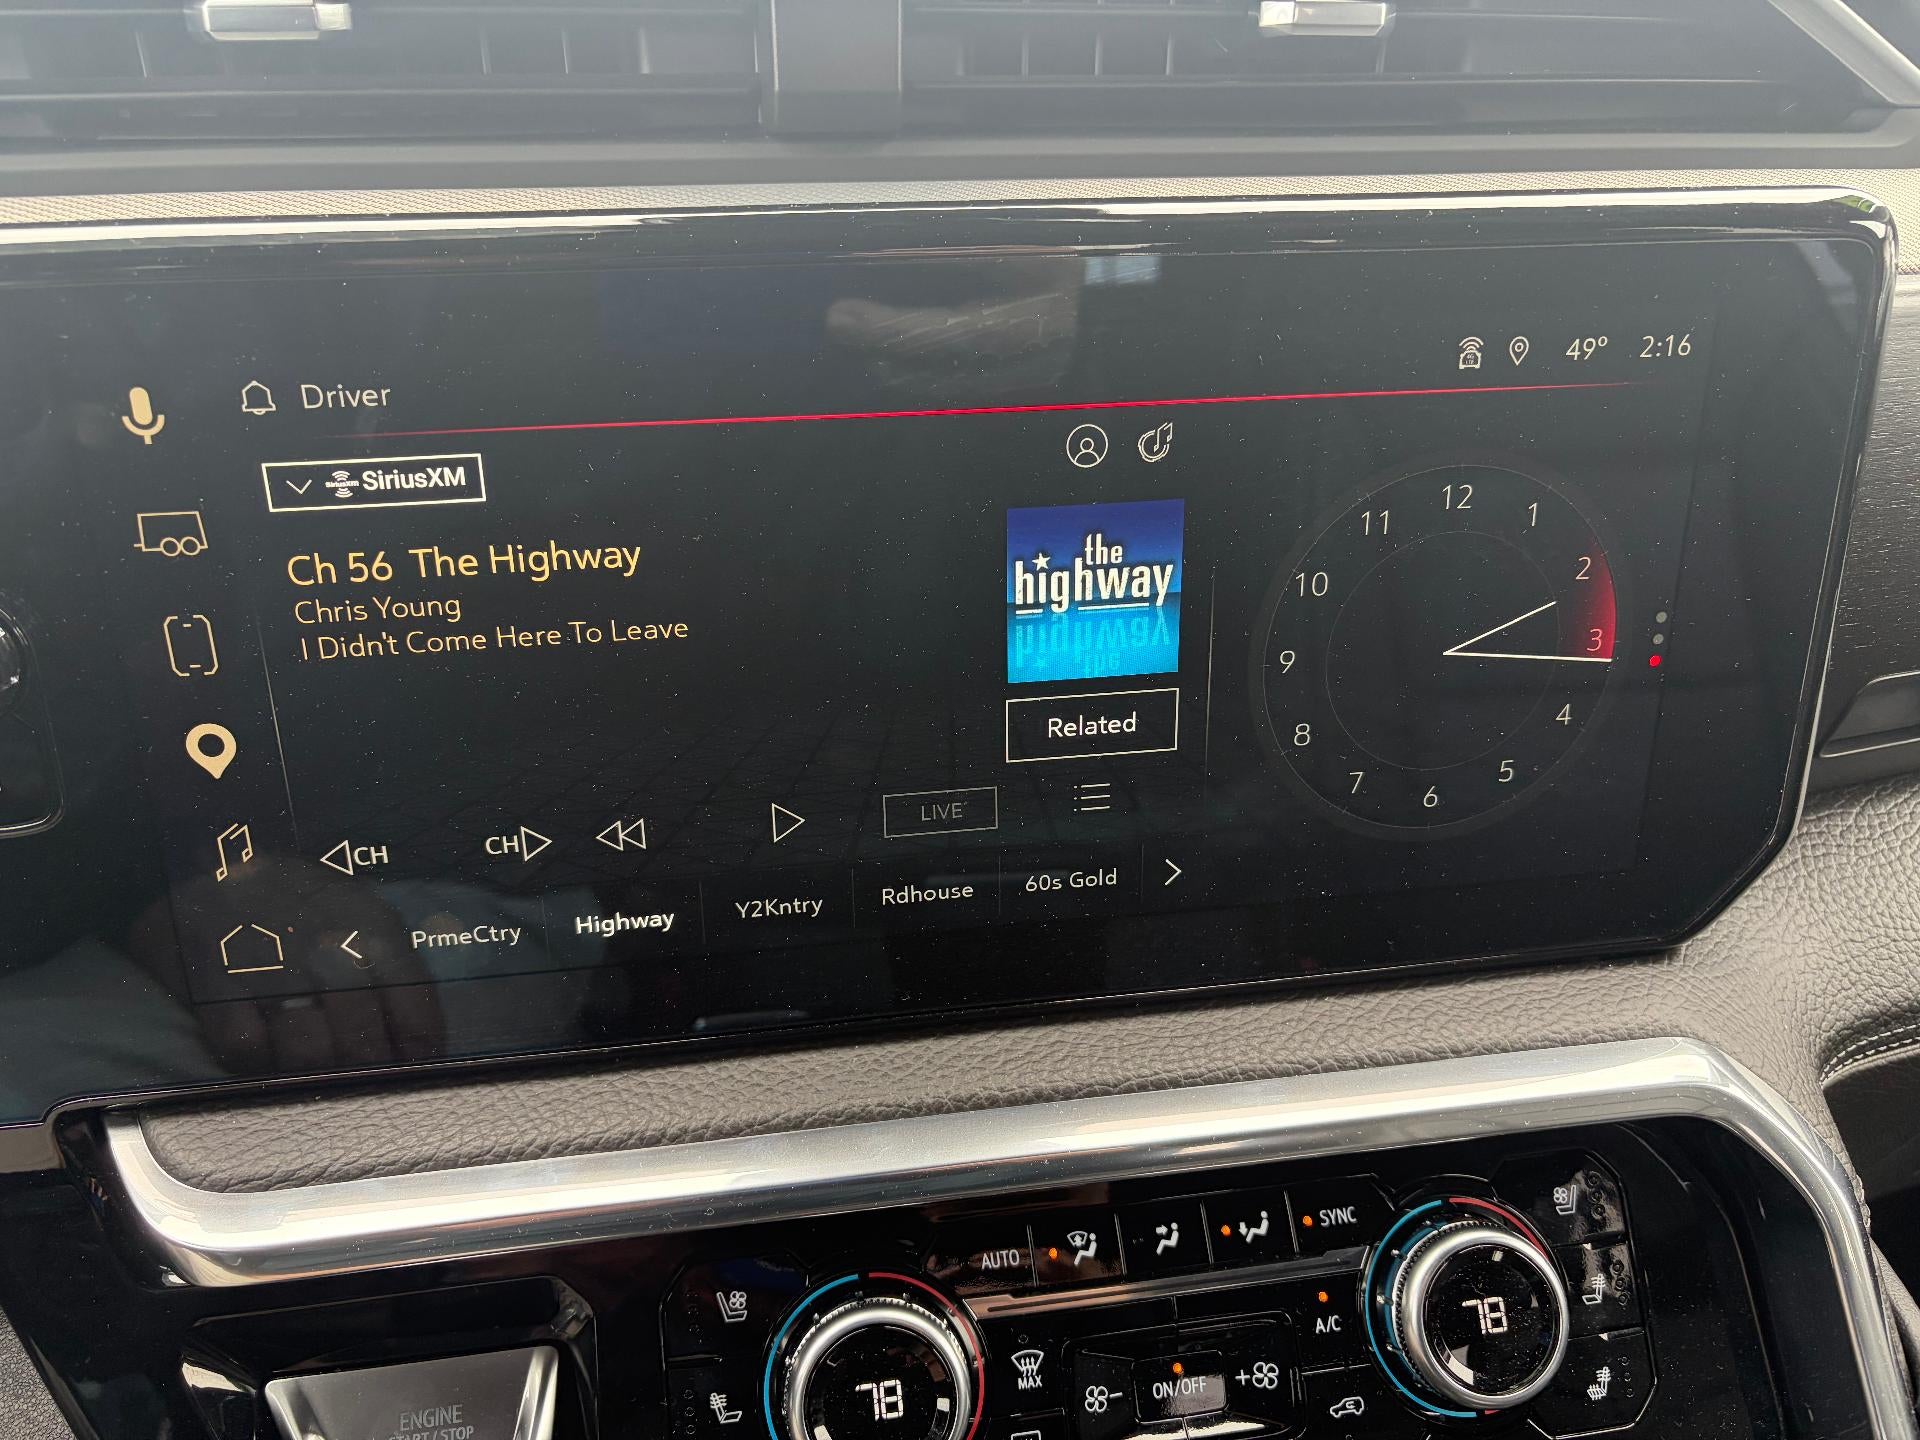 49° 2:16
Driver
SiriusXM
Ch 56 The Highway
Chris Young
I Didn't Come Here To Leave
the
highway
Related
12
1
2
3
4
5
6
7
8
9
10
11
CH
CH
LIVE
PrmeCtry
Highway
Y2Kntry
Rdhouse
60s Gold
AUTO
SYNC
A/C
MAX
ON/OFF
78
78
ENGINE
START/STOP